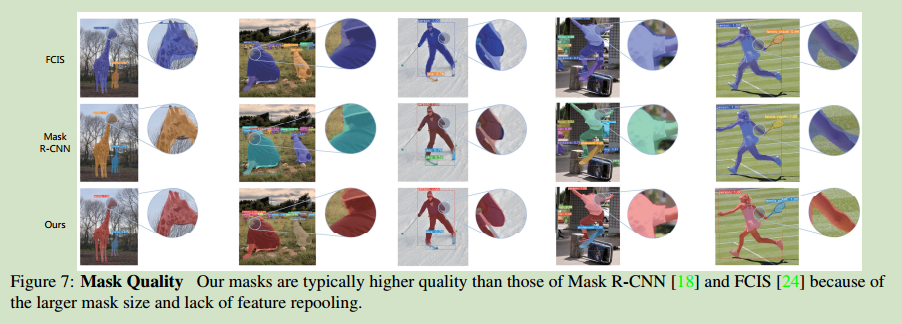 FCIS
Mask
R-CNN
Ours
Figure 7: Mask Quality Our masks are typically higher quality than those of Mask R-CNN [18] and FCIS [24] because of
the larger mask size and lack of feature repooling.